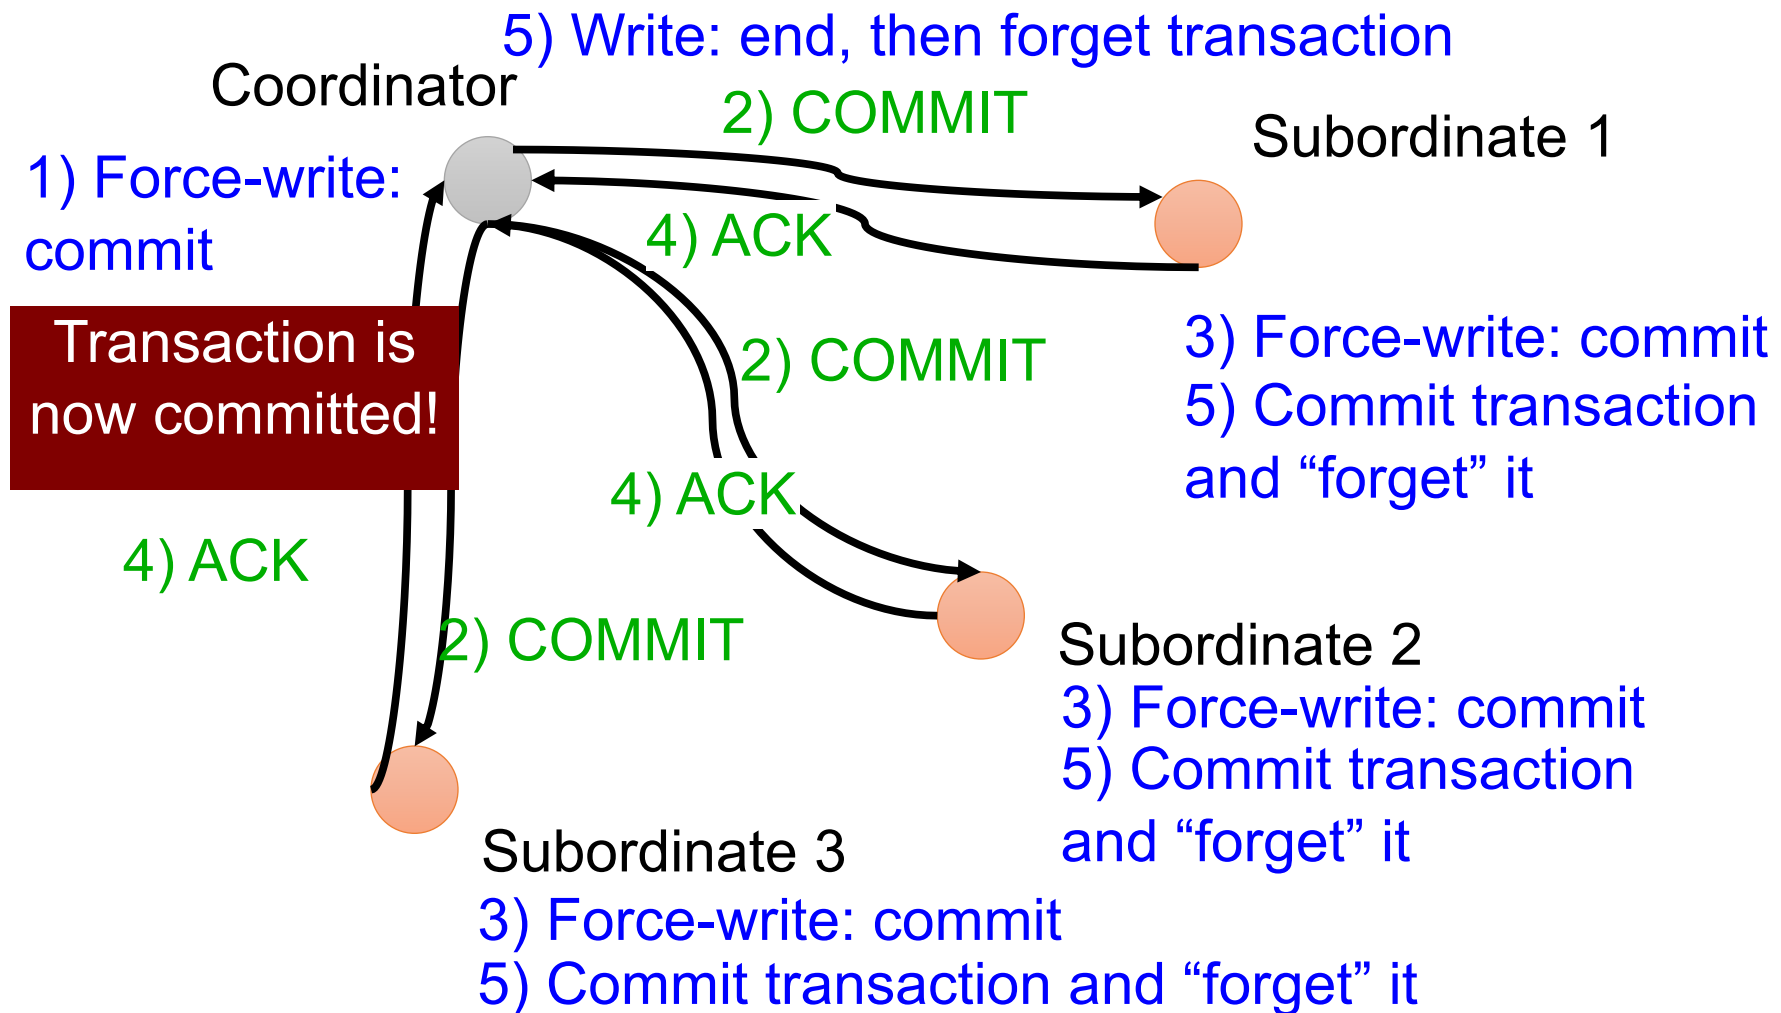 5) Write: end, then forget transaction
Coordinator
2) COMMIT
Subordinate 1
1) Force-write:
commit
4) ACK
Transaction is
now committed!
2) COMMIT
3) Force-write: commit
5) Commit transaction
and “forget” it
4) ACK
4) ACK
2) COMMIT
Subordinate 2
3) Force-write: commit
5) Commit transaction
and “forget” it
Subordinate 3
3) Force-write: commit
5) Commit transaction and “forget” it